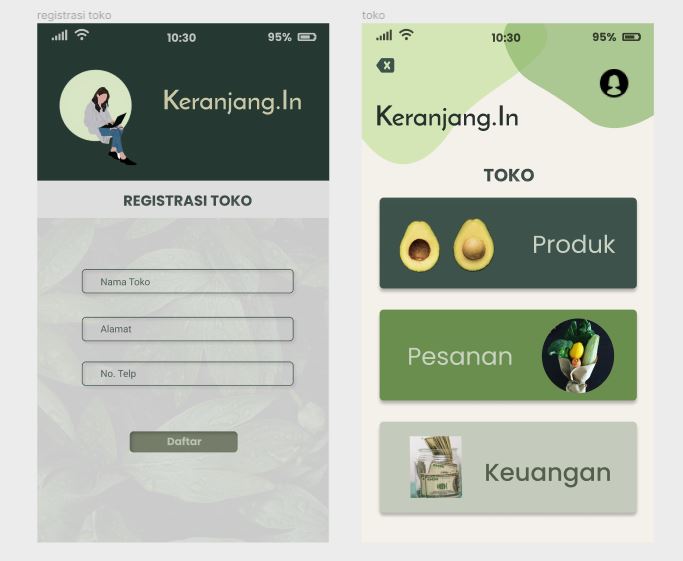 registrasi toko
10:30
95%
Keranjang.In
REGISTRASI TOKO
Nama Toko
Alamat
No. Telp
Daftar
toko
10:30
95%
Keranjang.In
TOKO
Produk
Pesanan
Keuangan